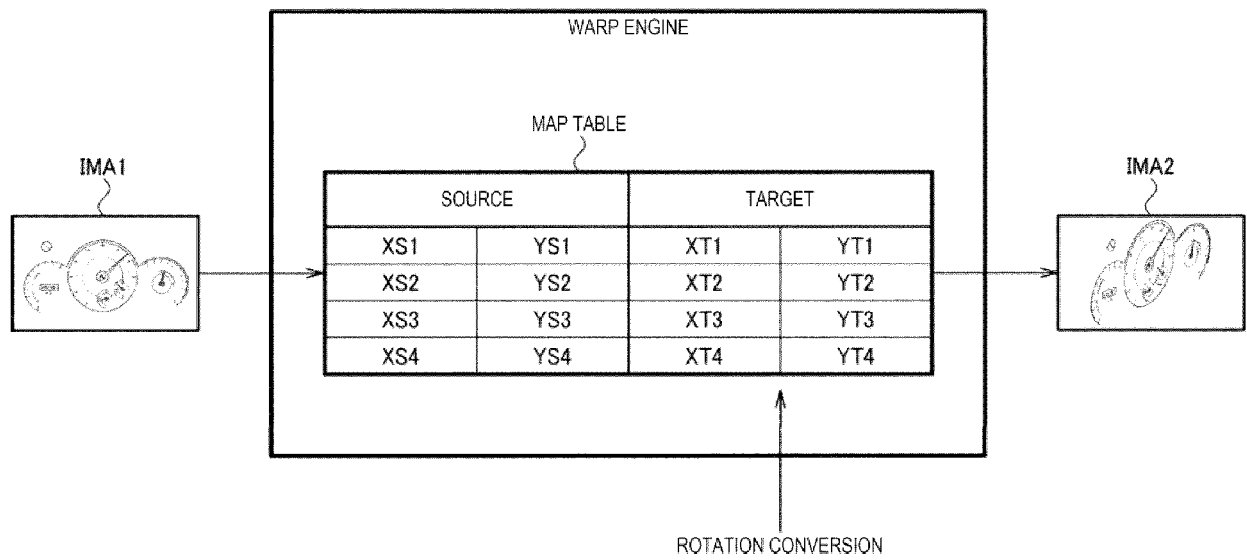 WARP ENGINE
MAP TABLE
IMA1
IMA2
SOURCE TARGET
XS1 YS1 XT1 YT1
XS2 YS2 XT2 YT2
XS3 YS3 XT3 YT3
XS4 YS4 XT4 YT4
ROTATION CONVERSION